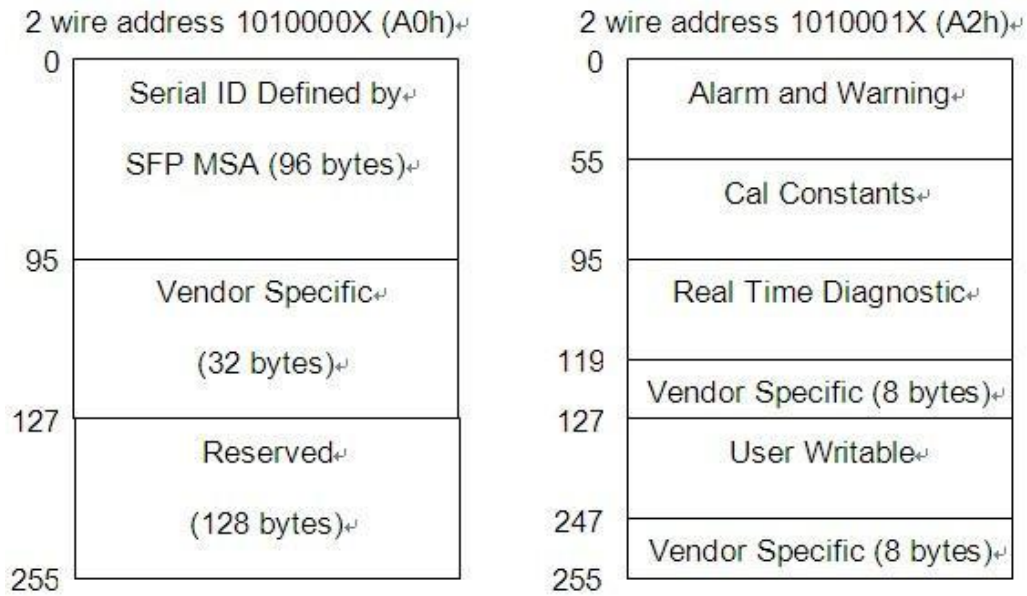 2 wire address 1010000X (A0h)↵
0
Serial ID Defined by↵
SFP MSA (96 bytes)↵
95
Vendor Specific↵
(32 bytes)↵
127
Reserved↵
(128 bytes)↵
255
2 wire address 1010001X (A2h)↵
0
Alarm and Warning↵
55
Cal Constants↵
95
Real Time Diagnostic↵
119
Vendor Specific (8 bytes)↵
127
User Writable↵
247
Vendor Specific (8 bytes)↵
255